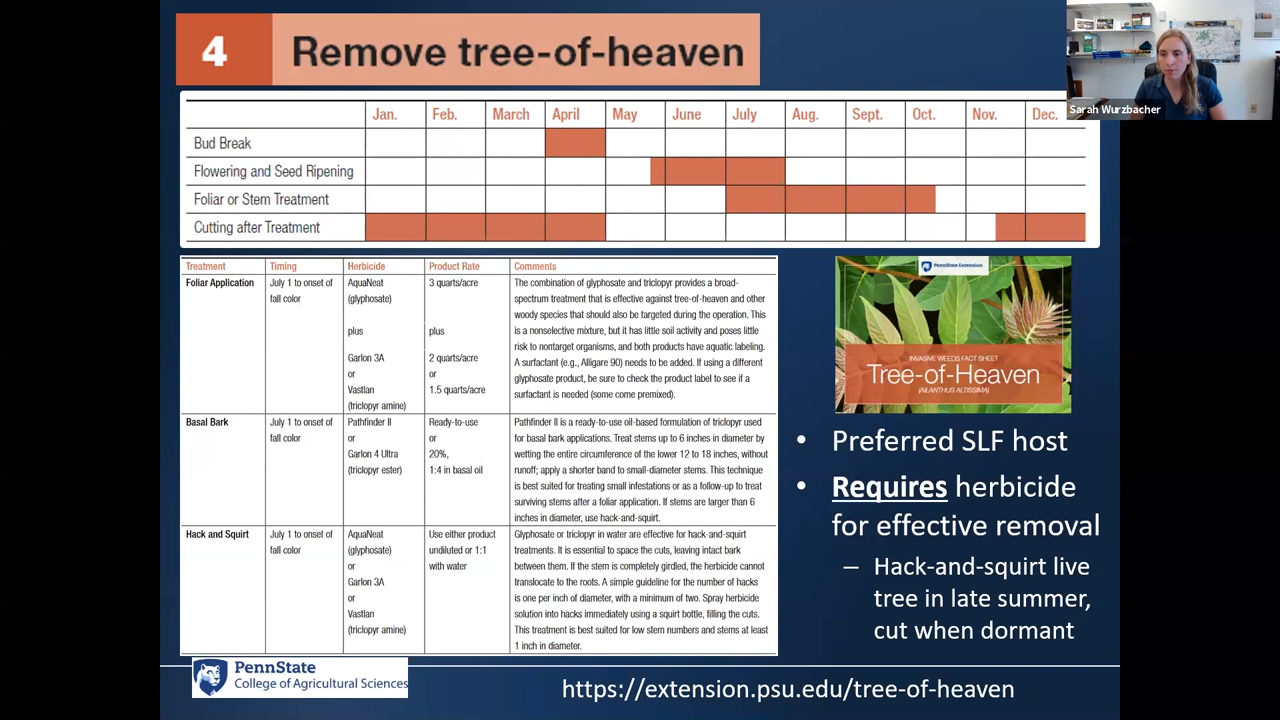 4 Remove tree-of-heaven
Sarah Wurzbacher
Jan. Feb. March April May June July Aug. Sept. Oct. Nov. Dec.
Bud Break
Flowering and Seed Ripening
Foliar or Stem Treatment
Cutting after Treatment
Treatment Timing Herbicide Product Rate Comments
Foliar Application
July 1 to onset of
fall color
AquaNeat
(glyphosate)
plus
Garlon 3A
or
Vastlan
(triclopyr amine)
3 quarts/acre
plus
2 quarts/acre
or
1.5 quarts/acre
The combination of glyphosate and triclopyr provides a broad-
spectrum treatment that is effective against tree-of-heaven and other
woody species that should also be targeted during the operation. This
is a nonselective mixture, but it has little soil activity and poses little
risk to nontarget organisms, and both products have aquatic labeling.
A surfactant (e.g., Alligare 90) needs to be added. If using a different
glyphosate product, be sure to check the product label to see if a
surfactant is needed (some come premixed).
Basal Bark
July 1 to onset of
fall color
Pathfinder II
or
Garlon 4 Ultra
(triclopyr ester)
Ready-to-use
or
20%,
1:4 in basal oil
Pathfinder II is a ready-to-use oil-based formulation of triclopyr used
for basal bark applications. Treat stems up to 6 inches in diameter by
wetting the entire circumference of the lower 12 to 18 inches, without
runoff; apply a shorter band to small-diameter stems. This technique
is best suited for treating small infestations or as a follow-up to treat
surviving stems after a foliar application. If stems are larger than 6
inches in diameter, use hack-and-squirt.
Hack and Squirt
July 1 to onset of
fall color
AquaNeat
(glyphosate)
or
Garlon 3A
or
Vastlan
(triclopyr amine)
Use either product
undiluted or 1:1
with water
Glyphosate or triclopyr in water are effective for hack-and-squirt
treatments. It is essential to space the cuts, leaving intact bark
between them. If the stem is completely girdled, the herbicide cannot
translocate to the roots. A simple guideline for the number of hacks
is one per inch of diameter, with a minimum of two. Spray herbicide
solution into hacks immediately using a squirt bottle, filling the cuts.
This treatment is best suited for low stem numbers and stems at least
1 inch in diameter.
PennState Extension
INVASIVE WEEDS FACT SHEET
Tree-of-Heaven
(AILANTHUS ALTISSIMA)
• Preferred SLF host
• Requires herbicide
for effective removal
– Hack-and-squirt live
tree in late summer,
cut when dormant
PennState
College of Agricultural Sciences
https://extension.psu.edu/tree-of-heaven